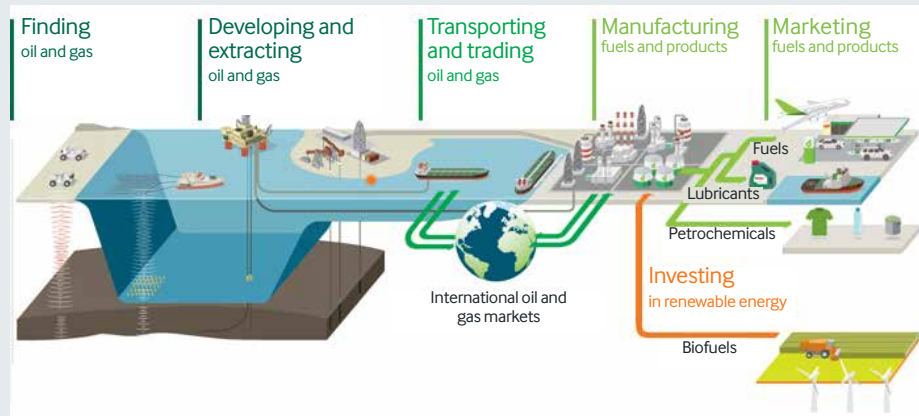 Finding
oil and gas
Developing and
extracting
oil and gas
Transporting
and trading
oil and gas
Manufacturing
fuels and products
Marketing
fuels and products
Fuels
Lubricants
Petrochemicals
International oil and
gas markets
Investing
in renewable energy
Biofuels